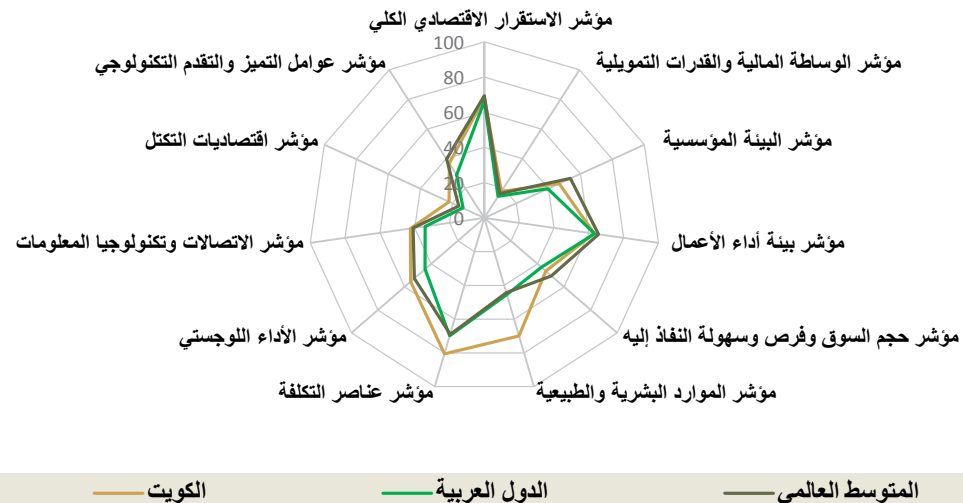 مؤشر الاستقرار الاقتصادي الكلي
100
مؤشر الوساطة المالية والقدرات التمويلية
مؤشر عوامل التميز والتقدم التكنولوجي
80
60
مؤشر البيئة المؤسسية
مؤشر اقتصاديات التكتل
40
20
0
مؤشر بيئة أداء الأعمال
مؤشر الاتصالات وتكنولوجيا المعلومات
مؤشر حجم السوق وفرص وسهولة النفاذ إليه
مؤشر الأداء اللوجستي
مؤشر الموارد البشرية والطبيعية
مؤشر عناصر التكلفة
المتوسط العالمي
الدول العربية
الكويت